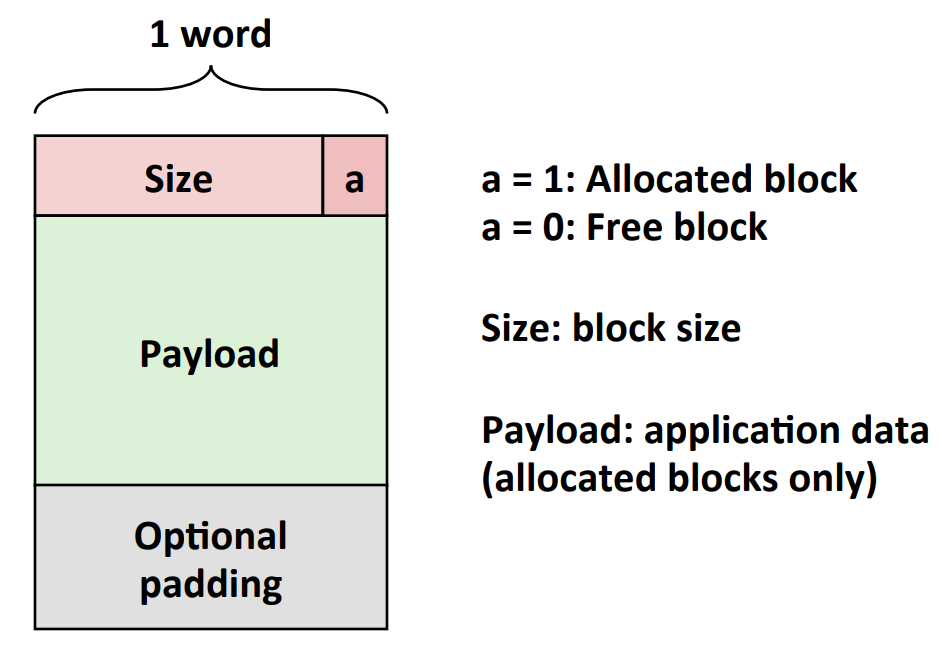 1 word
Size
a
Payload
Optional
padding
a = 1: Allocated block
a = 0: Free block
Size: block size
Payload: application data
(allocated blocks only)